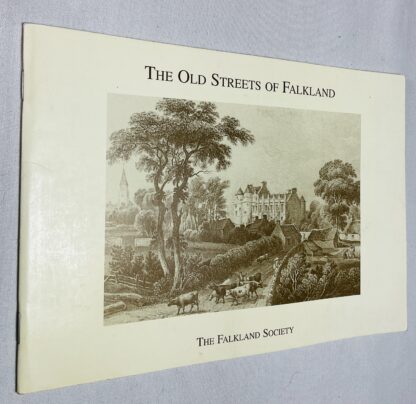 The Old Streets of Falkland
The Falkland Society